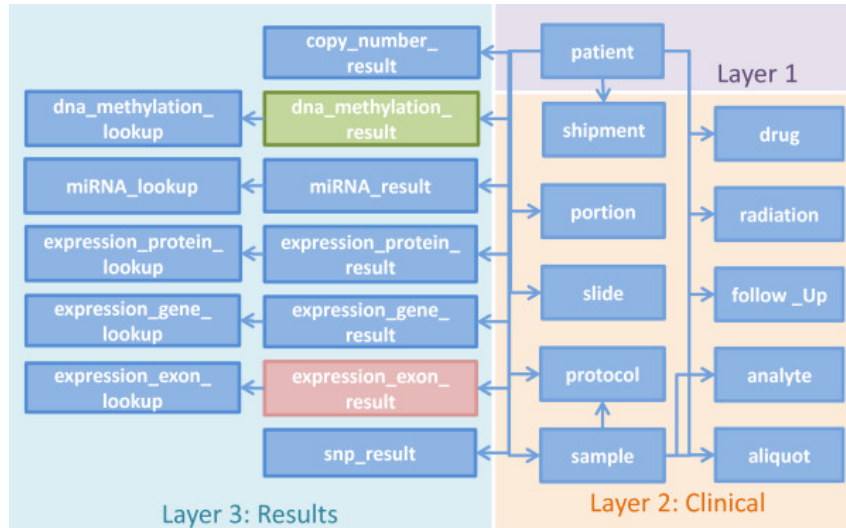 copy_number_
result
patient
Layer 1
dna_methylation_
lookup
dna_methylation_
result
shipment
drug
miRNA_lookup
miRNA_result
portion
radiation
expression_protein_
lookup
expression_protein_
result
slide
follow _Up
expression_gene_
lookup
expression_gene_
result
expression_exon_
lookup
expression_exon_
result
protocol
analyte
snp_result
sample
aliquot
Layer 3: Results
Layer 2: Clinical